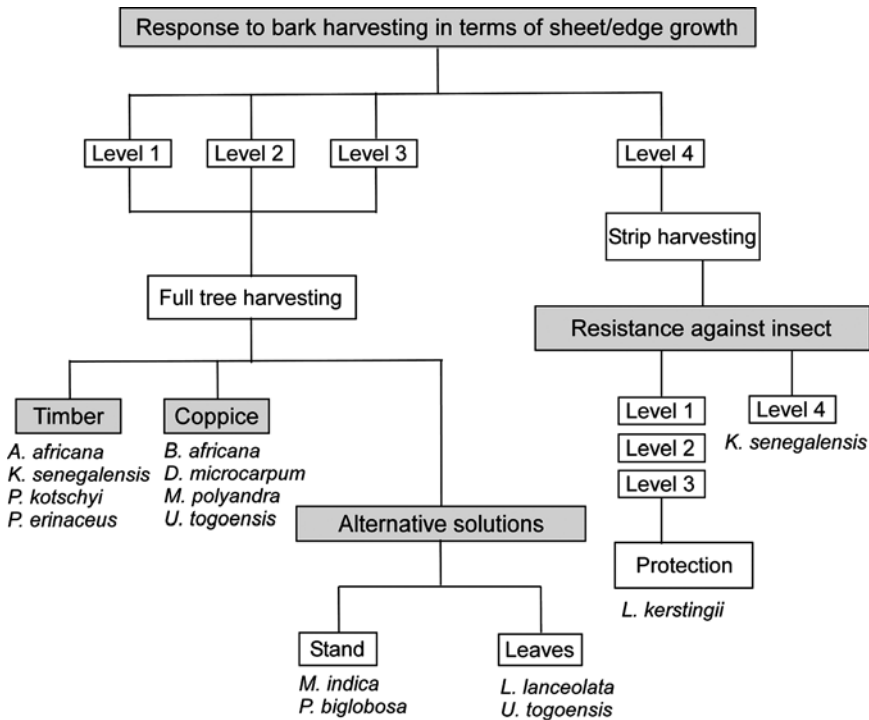 Response to bark harvesting in terms of sheet/edge growth
Level 1
Level 2
Level 3
Level 4
Full tree harvesting
Timber
A. africana
K. senegalensis
P. kotschyi
P. erinaceus
Coppice
B. africana
D. microcarpum
M. polyandra
U. togoensis
Alternative solutions
Stand
M. indica
P. biglobosa
Leaves
L. lanceolata
U. togoensis
Strip harvesting
Resistance against insect
Level 1
Level 2
Level 3
Protection
L. kerstingii
Level 4
K. senegalensis